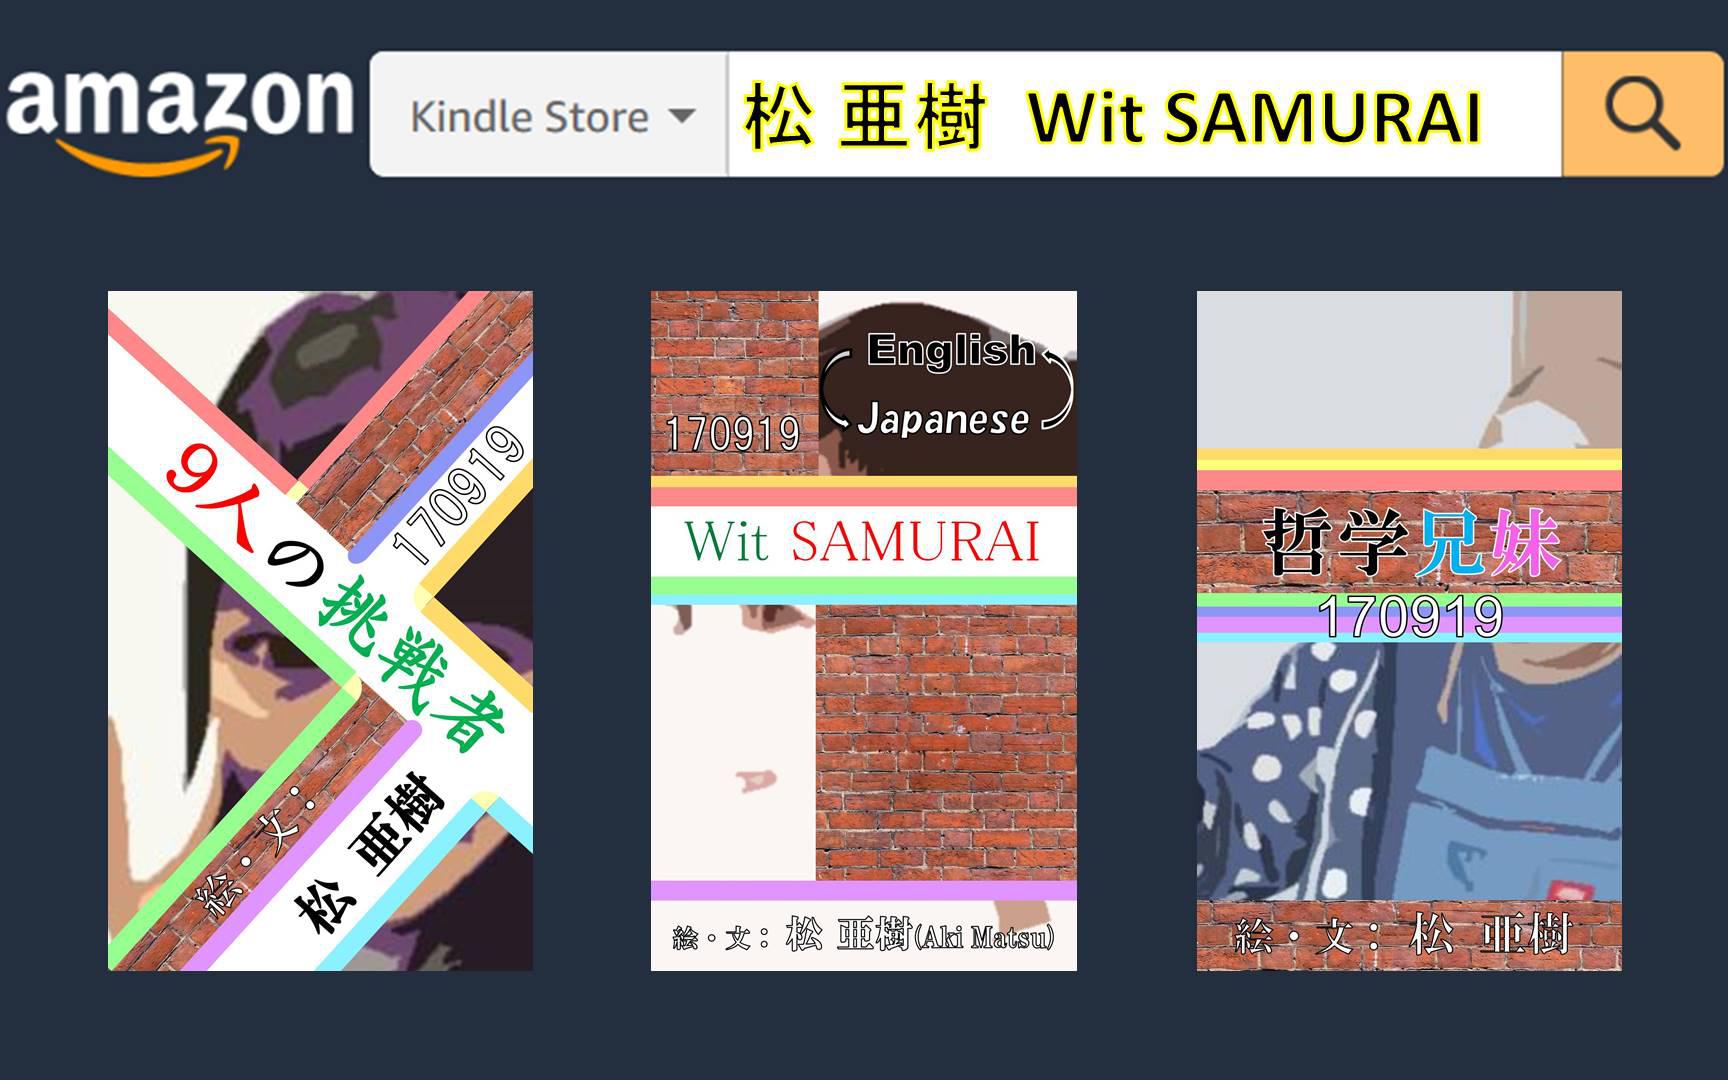 amazon
Kindle Store
松 亜樹 Wit SAMURAI
9人の挑戦者
170919
絵・文：
松 亜樹
English
Japanese
170919
Wit SAMURAI
絵・文：松 亜樹(Aki Matsu)
哲学兄妹
170919
絵・文：松 亜樹